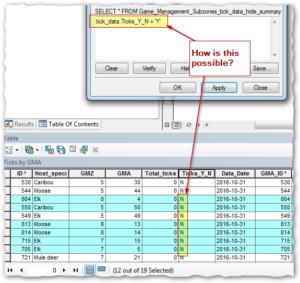 SELECT * FROM Game_Management_Subzones_tick_data_hide_summary
tick_data.Ticks_Y_N = 'Y'
How is this possible?
Clear Verify Hel Save...
OK Apply Close
Results Table Of Contents
Table
Ticks by GMA
ID * Host_speci GMZ GMA Total_ticks Ticks_Y_N Data_Date GMA_ID *
530 Caribou 5 30 0 N 2016-10-31 530
544 Moose 5 44 0 N 2016-10-31 544
804 Elk 8 4 0 N 2016-10-31 804
550 Caribou 5 50 0 N 2016-10-31 550
549 Elk 5 49 0 N 2016-10-31 549
813 Moose 8 13 0 N 2016-10-31 813
814 Moose 8 14 0 N 2016-10-31 814
715 Elk 7 15 0 N 2016-10-31 715
705 Elk 7 5 0 N 2016-10-31 705
721 Mule deer 7 21 0 N 2016-10-31
0 (12 out of 19 Selected)